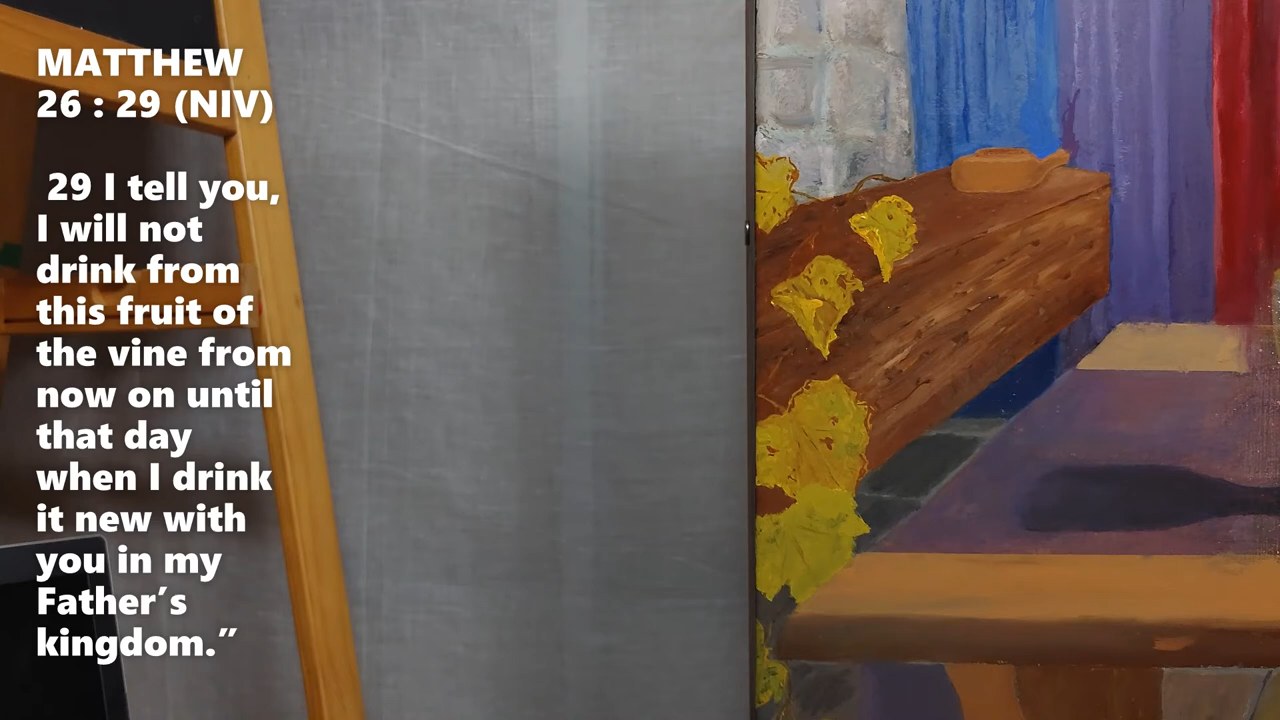 MATTHEW
26 : 29 (NIV)
29 I tell you,
I will not
drink from
this fruit of
the vine from
now on until
that day
when I drink
it new with
you in my
Father´s
kingdom.”